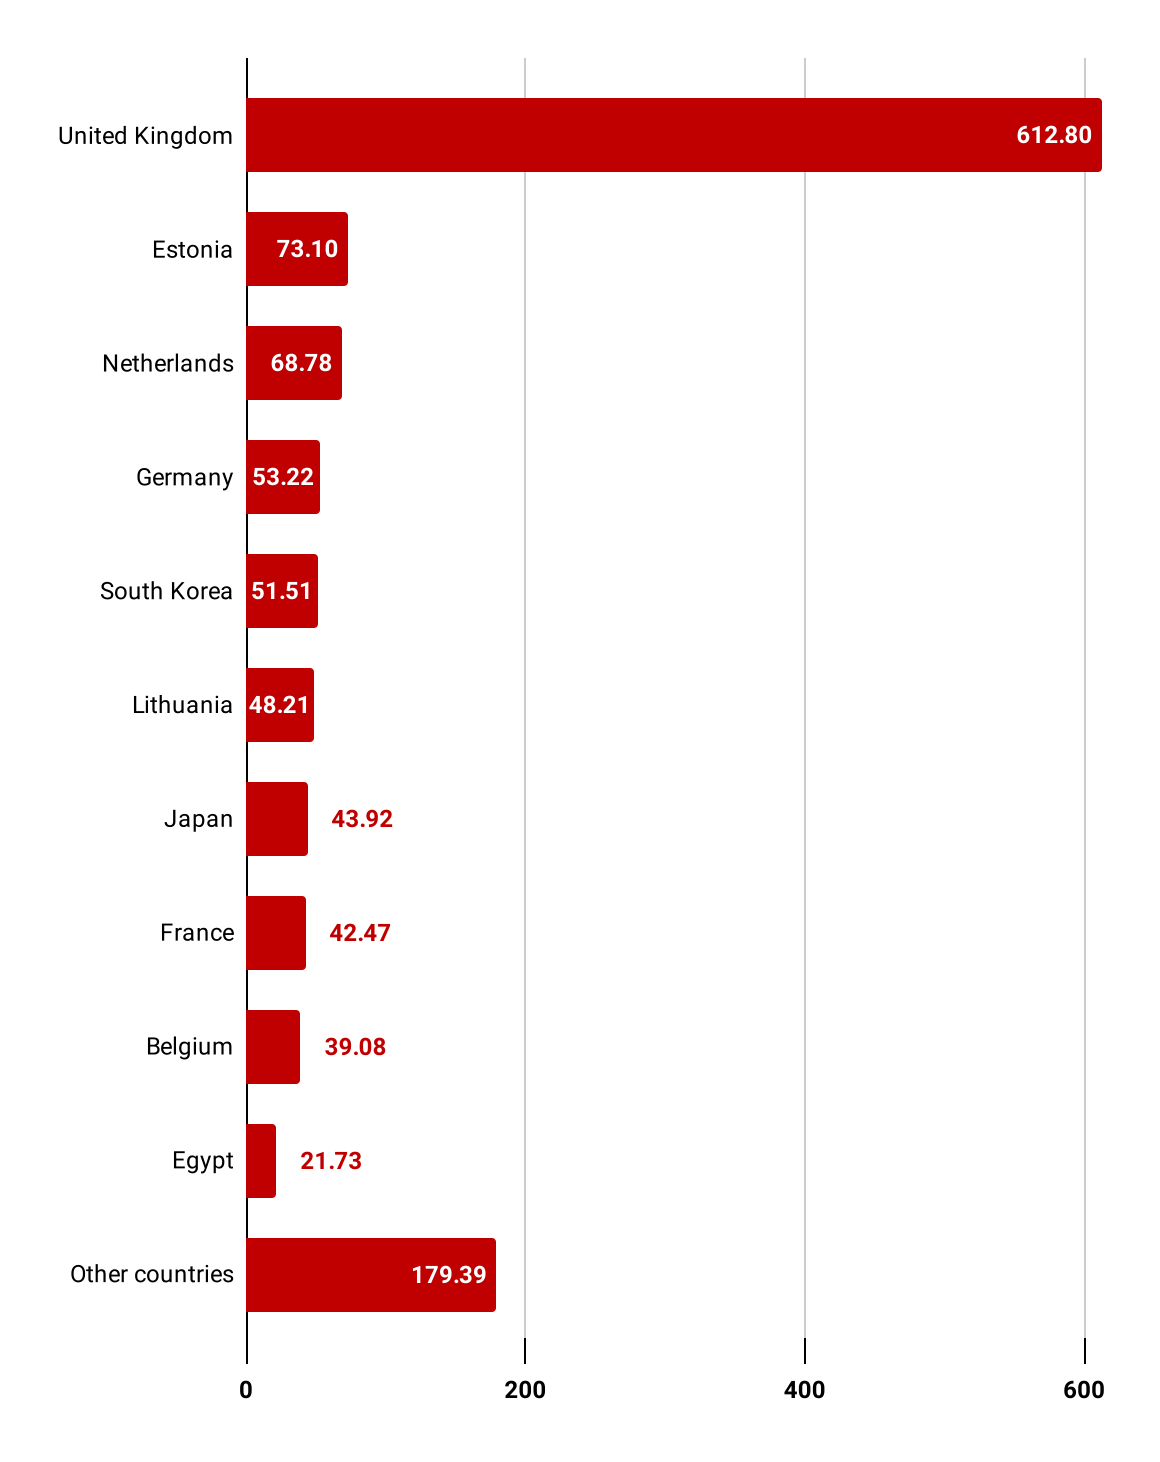 United Kingdom 612.80
Estonia 73.10
Netherlands 68.78
Germany 53.22
South Korea 51.51
Lithuania 48.21
Japan 43.92
France 42.47
Belgium 39.08
Egypt 21.73
Other countries 179.39
0 200 400 600